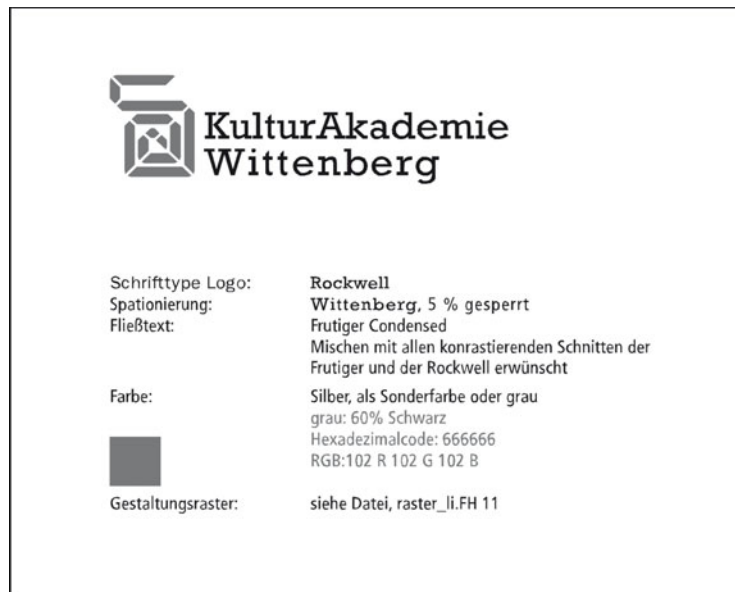 KulturAkademie
Wittenberg
Schrifttype Logo: Rockwell
Spationierung: Wittenberg, 5 % gesperrt
Fließtext: Frutiger Condensed
Mischen mit allen konrastierenden Schnitten der
Frutiger und der Rockwell erwünscht
Farbe: Silber, als Sonderfarbe oder grau
grau: 60% Schwarz
Hexadezimalcode: 666666
RGB:102 R 102 G 102 B
Gestaltungsraster: siehe Datei, raster_li.FH 11